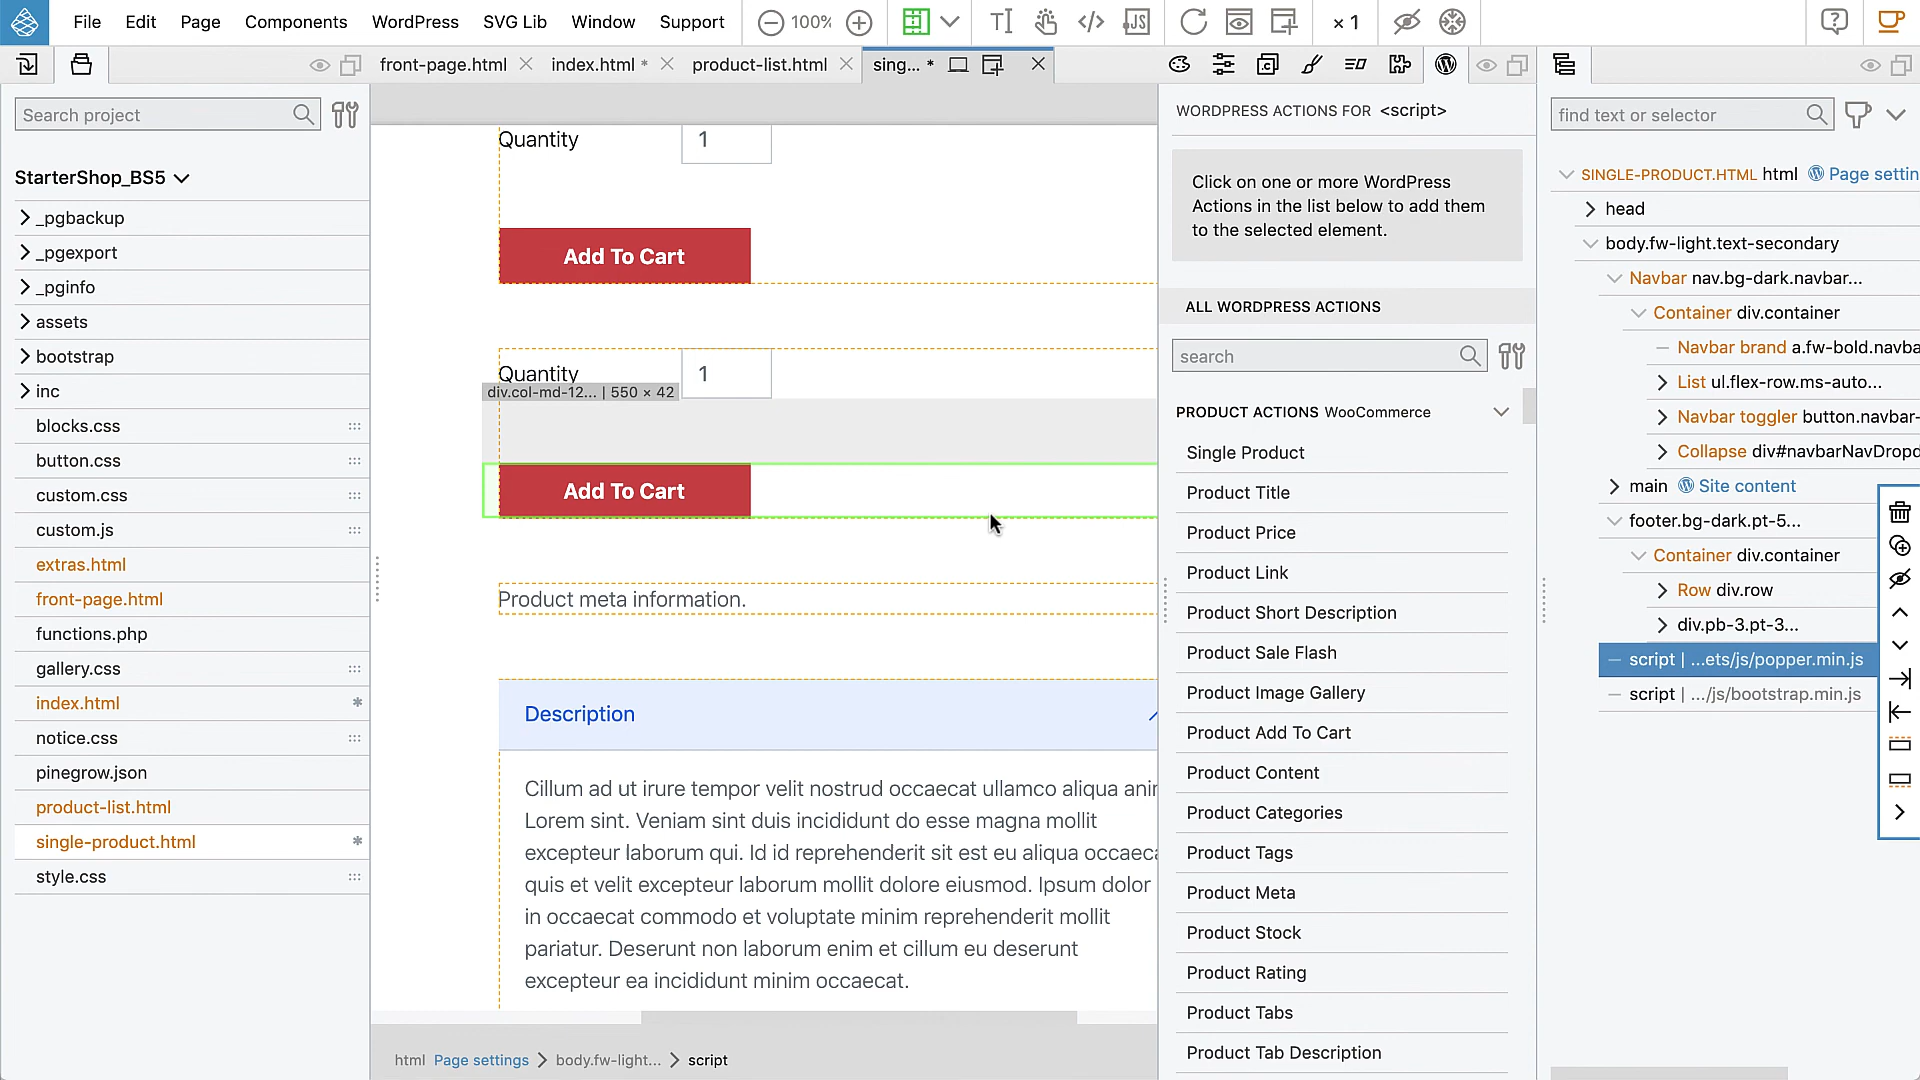 File Edit Page Components WordPress SVG Lib Window Support 100% JS × 1
front-page.html index.html * product-list.html sing... *
Search project
StarterShop_BS5
_pgbackup
_pgexport
_pginfo
assets
bootstrap
inc
blocks.css
button.css
custom.css
custom.js
extras.html
front-page.html
functions.php
gallery.css
index.html *
notice.css
pinegrow.json
product-list.html
single-product.html *
style.css
Quantity 1
Add To Cart
Quantity 1
div.col-md-12... | 550 × 42
Add To Cart
Product meta information.
Description
Cillum ad ut irure tempor velit nostrud occaecat ullamco aliqua
Lorem sint. Veniam sint duis incididunt do esse magna mollit
excepteur laborum qui. Id id reprehenderit sit est eu aliqua
quis et velit excepteur laborum mollit dolore eiusmod. Ipsum dolor
in occaecat commodo et voluptate minim reprehenderit mollit
pariatur. Deserunt non laborum enim et cillum eu deserunt
excepteur ea incididunt minim occaecat.
html Page settings body.fw-light... script
WORDPRESS ACTIONS FOR <script>
Click on one or more WordPress
Actions in the list below to add them
to the selected element.
ALL WORDPRESS ACTIONS
search
PRODUCT ACTIONS WooCommerce
Single Product
Product Title
Product Price
Product Link
Product Short Description
Product Sale Flash
Product Image Gallery
Product Add To Cart
Product Content
Product Categories
Product Tags
Product Meta
Product Stock
Product Rating
Product Tabs
Product Tab Description
find text or selector
SINGLE-PRODUCT.HTML html Page settin
head
body.fw-light.text-secondary
Navbar nav.bg-dark.navbar...
Container div.container
Navbar brand a.fw-bold.navba
List ul.flex-row.ms-auto...
Navbar toggler button.navbar-
Collapse div#navbarNavDropd
main Site content
footer.bg-dark.pt-5...
Container div.container
Row div.row
div.pb-3.pt-3...
script | ...ets/js/popper.min.js
script | .../js/bootstrap.min.js